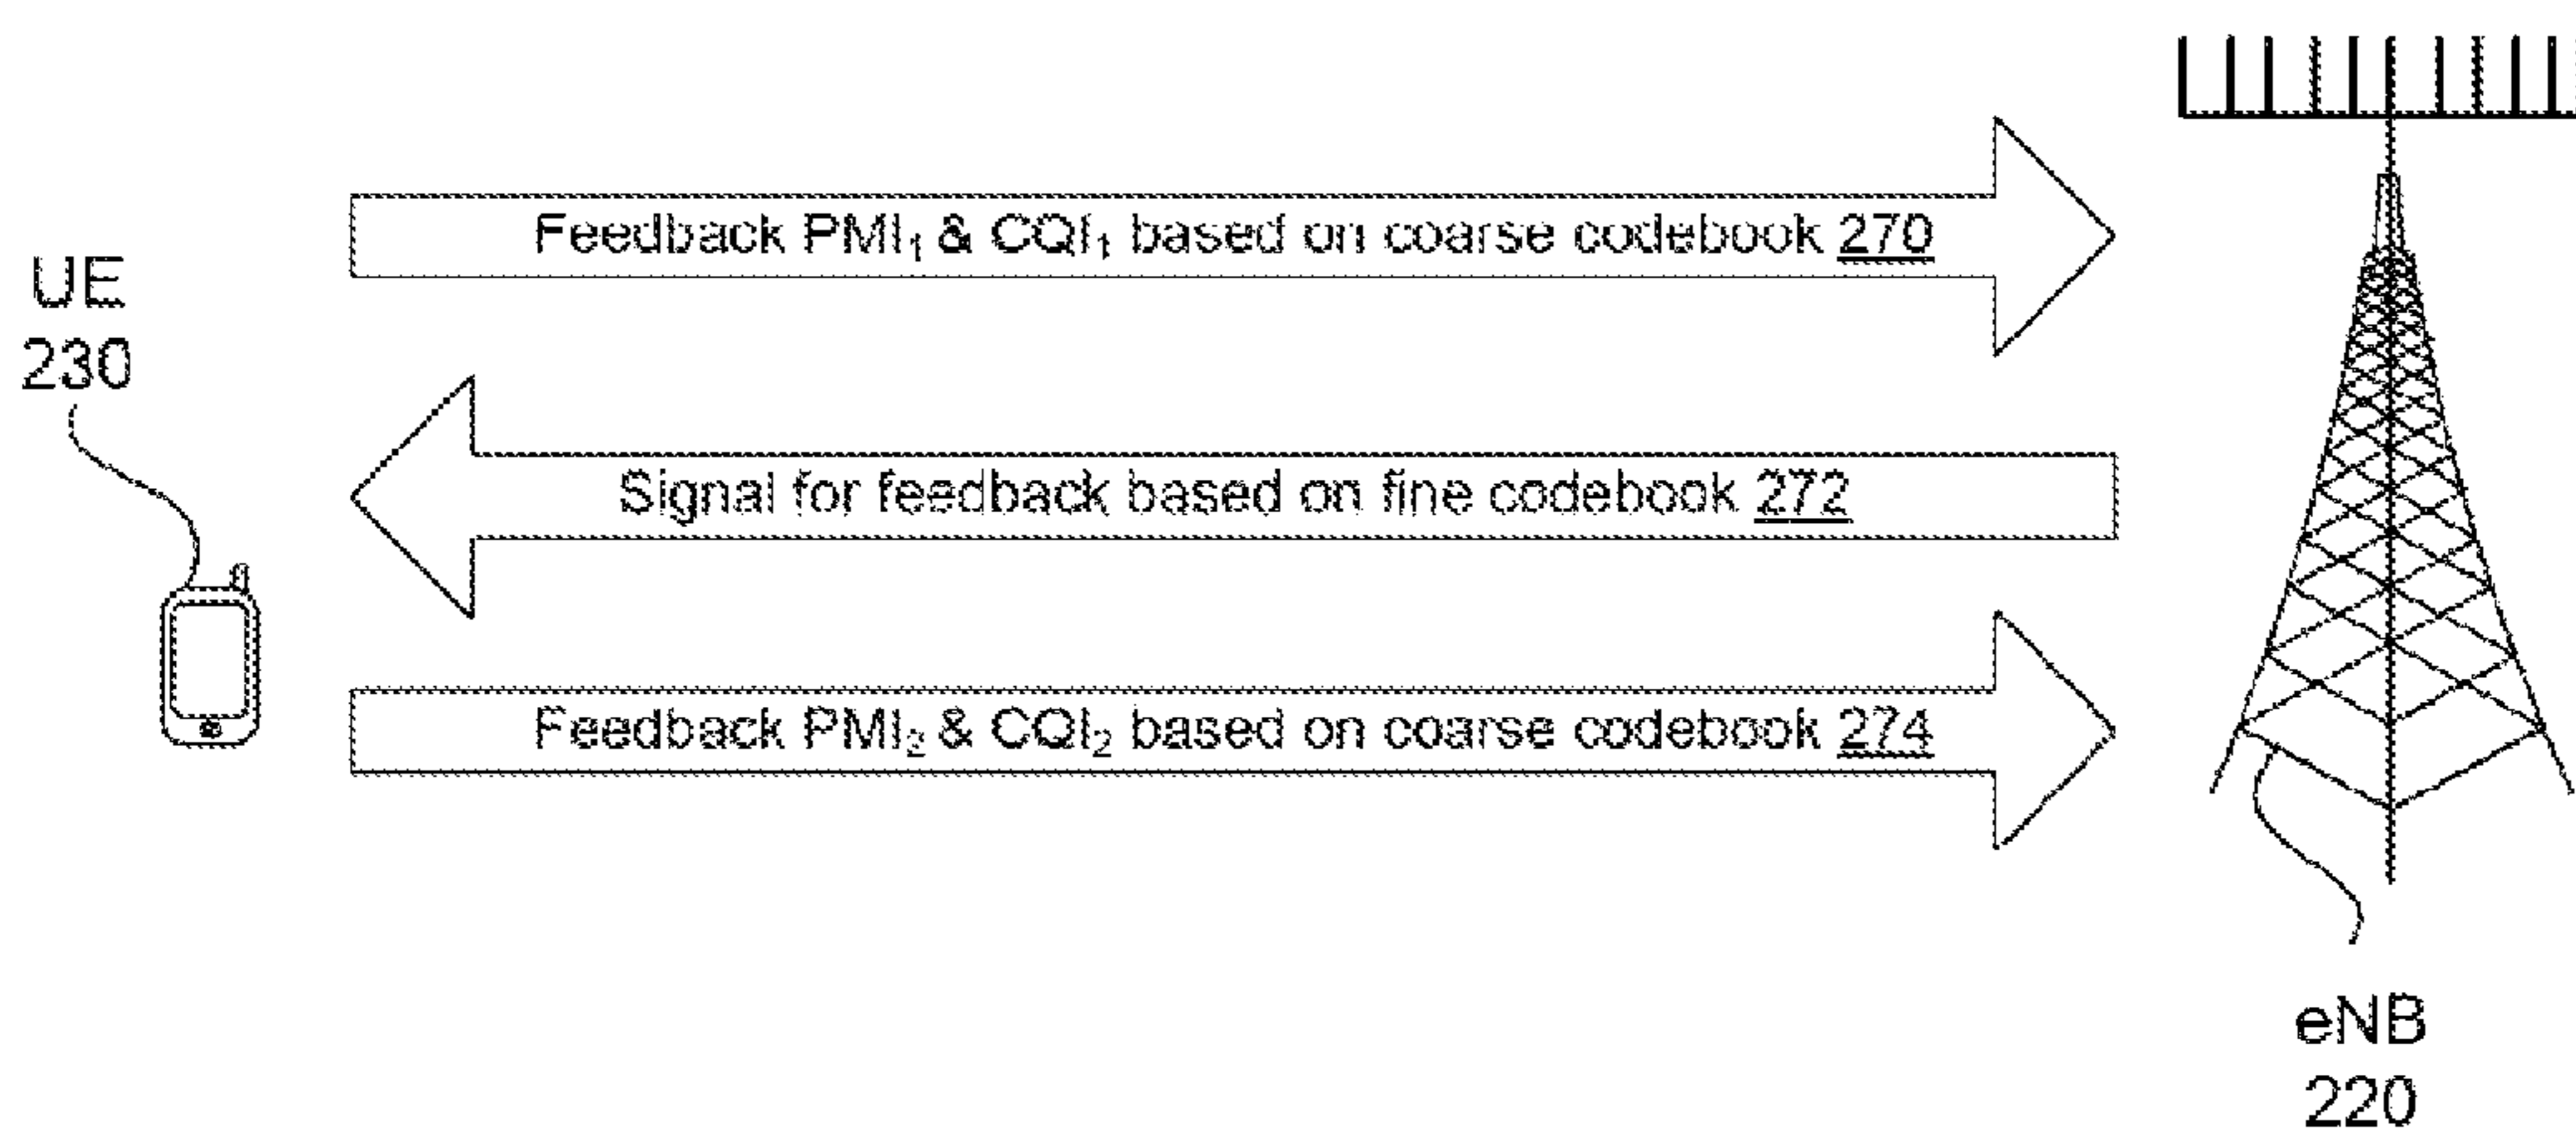 Feedback PMI₁ & CQI₁ based on coarse codebook 270
UE
230
Signal for feedback based on fine codebook 272
Feedback PMI₂ & CQI₂ based on coarse codebook 274
eNB
220